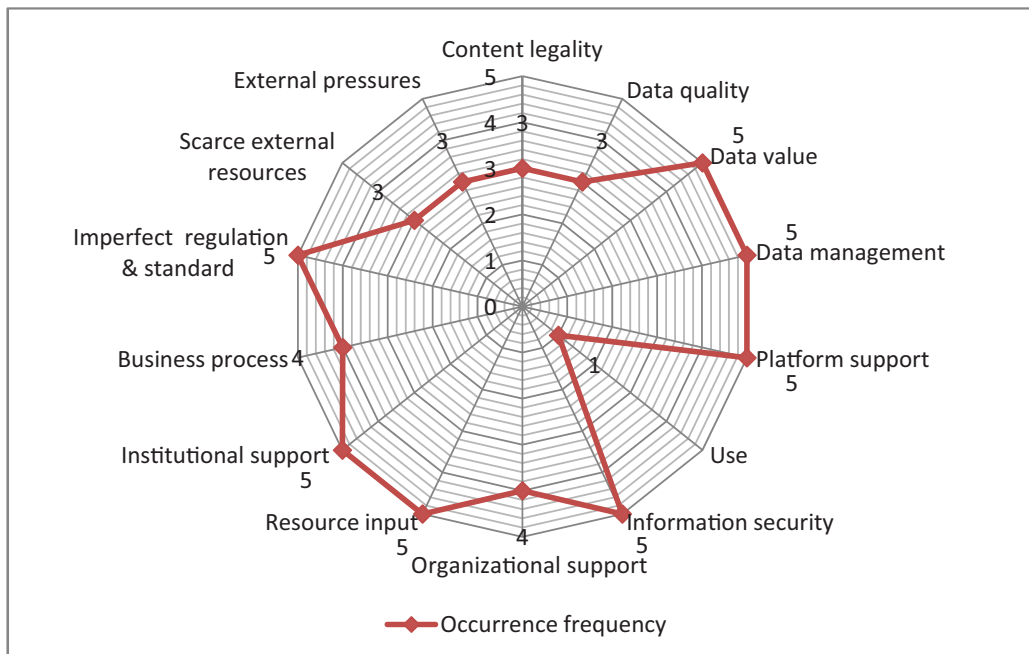 Content legality
External pressures
5
Data quality
4
3
3
3
5
Scarce external
resources
Data value
3
3
2
Imperfect regulation
& standard
5
5
Data management
1
0
Business process
4
1
Platform support
5
Institutional support
5
Use
Resource input
5
4
Information security
5
Organizational support
Occurrence frequency